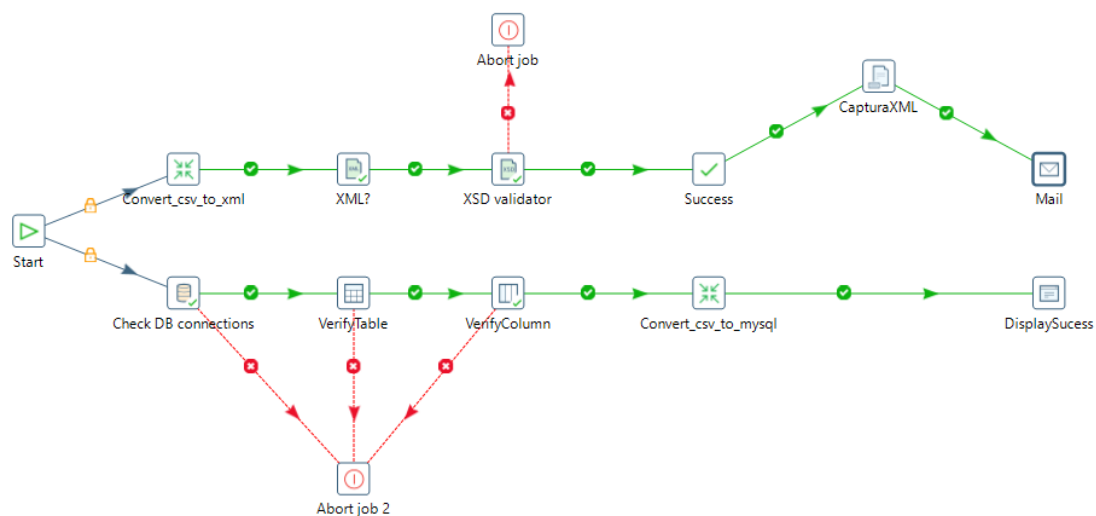 Abort job
CapturaXML
Convert_csv_to_xml
XML?
XSD validator
Success
Mail
Start
Check DB connections
VerifyTable
VerifyColumn
Convert_csv_to_mysql
DisplaySucess
Abort job 2